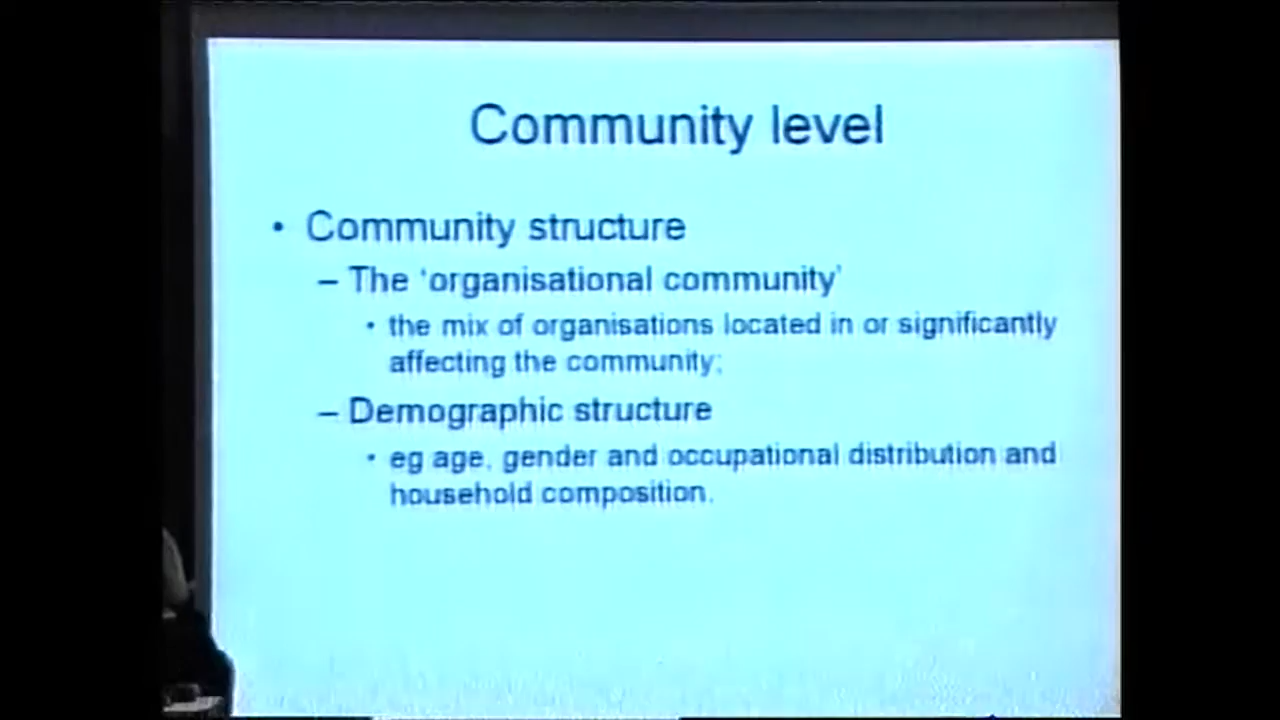 Community level
• Community structure
– The ‘organisational community’
• the mix of organisations located in or significantly
affecting the community;
– Demographic structure
• eg age, gender and occupational distribution and
household composition.